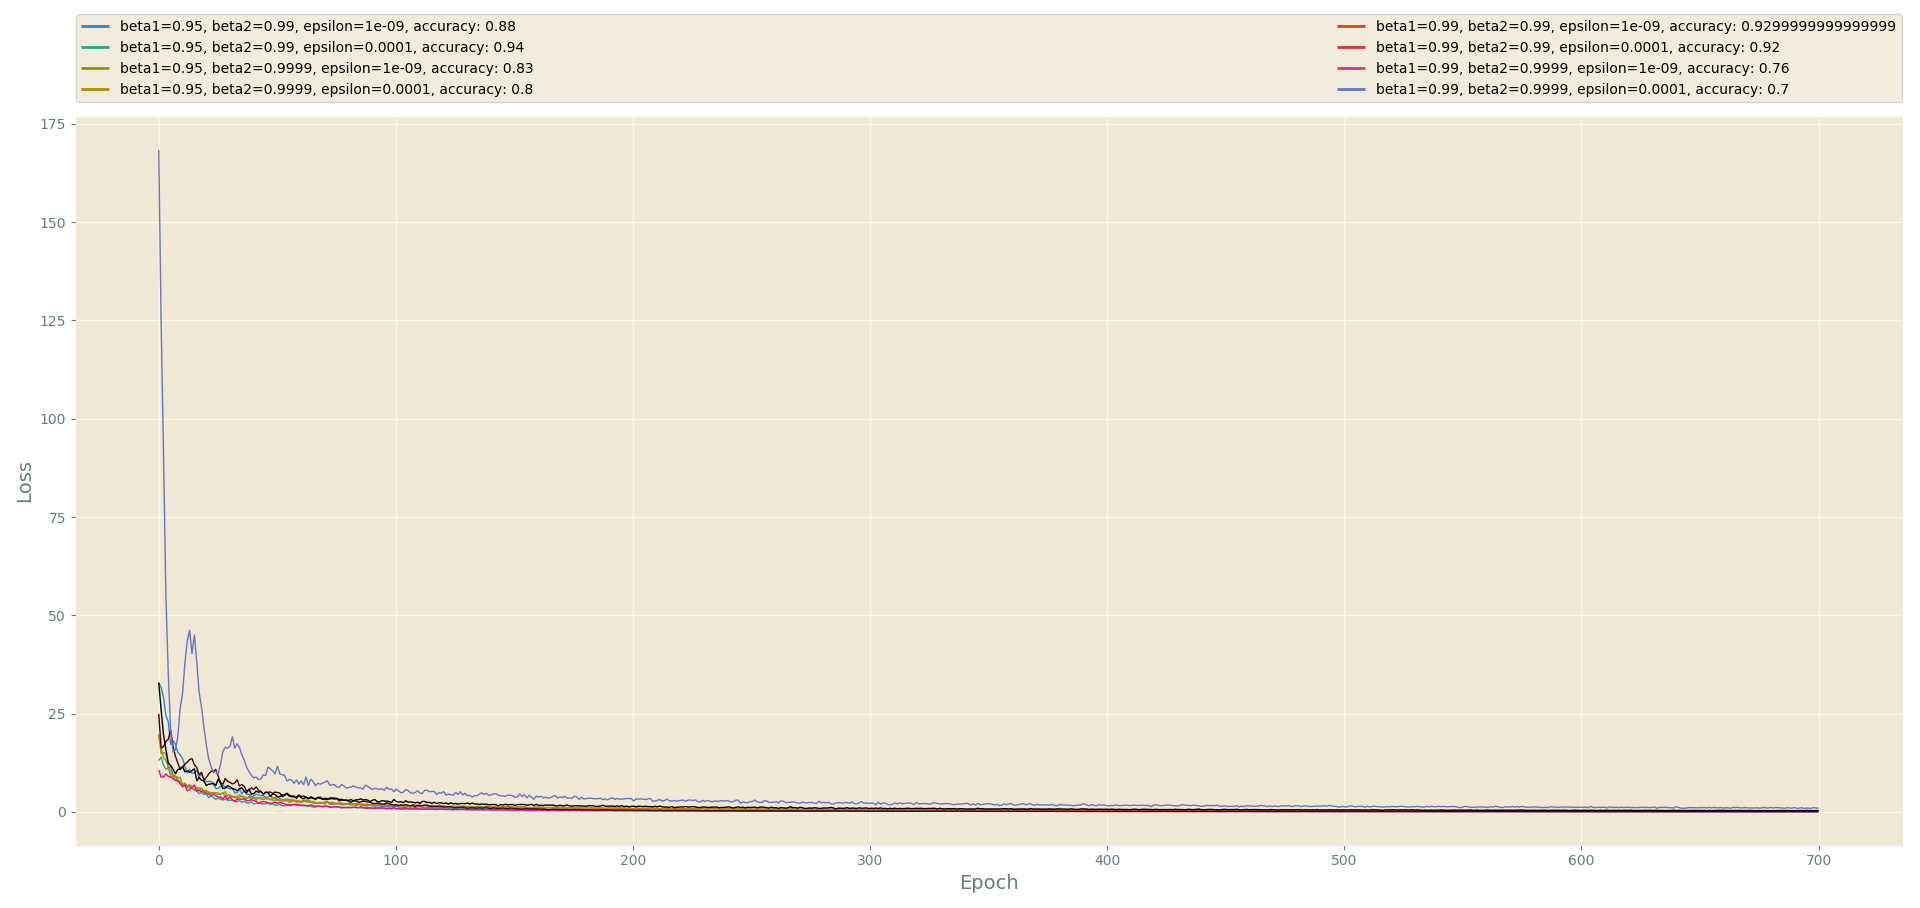 beta1=0.95, beta2=0.99, epsilon=1e-09, accuracy: 0.88
beta1=0.95, beta2=0.99, epsilon=0.0001, accuracy: 0.94
beta1=0.95, beta2=0.9999, epsilon=1e-09, accuracy: 0.83
beta1=0.95, beta2=0.9999, epsilon=0.0001, accuracy: 0.8
beta1=0.99, beta2=0.99, epsilon=1e-09, accuracy: 0.9299999999999999
beta1=0.99, beta2=0.99, epsilon=0.0001, accuracy: 0.92
beta1=0.99, beta2=0.9999, epsilon=1e-09, accuracy: 0.76
beta1=0.99, beta2=0.9999, epsilon=0.0001, accuracy: 0.7
175
150
125
100
75
50
25
0
Loss
0 100 200 300 400 500 600 700
Epoch